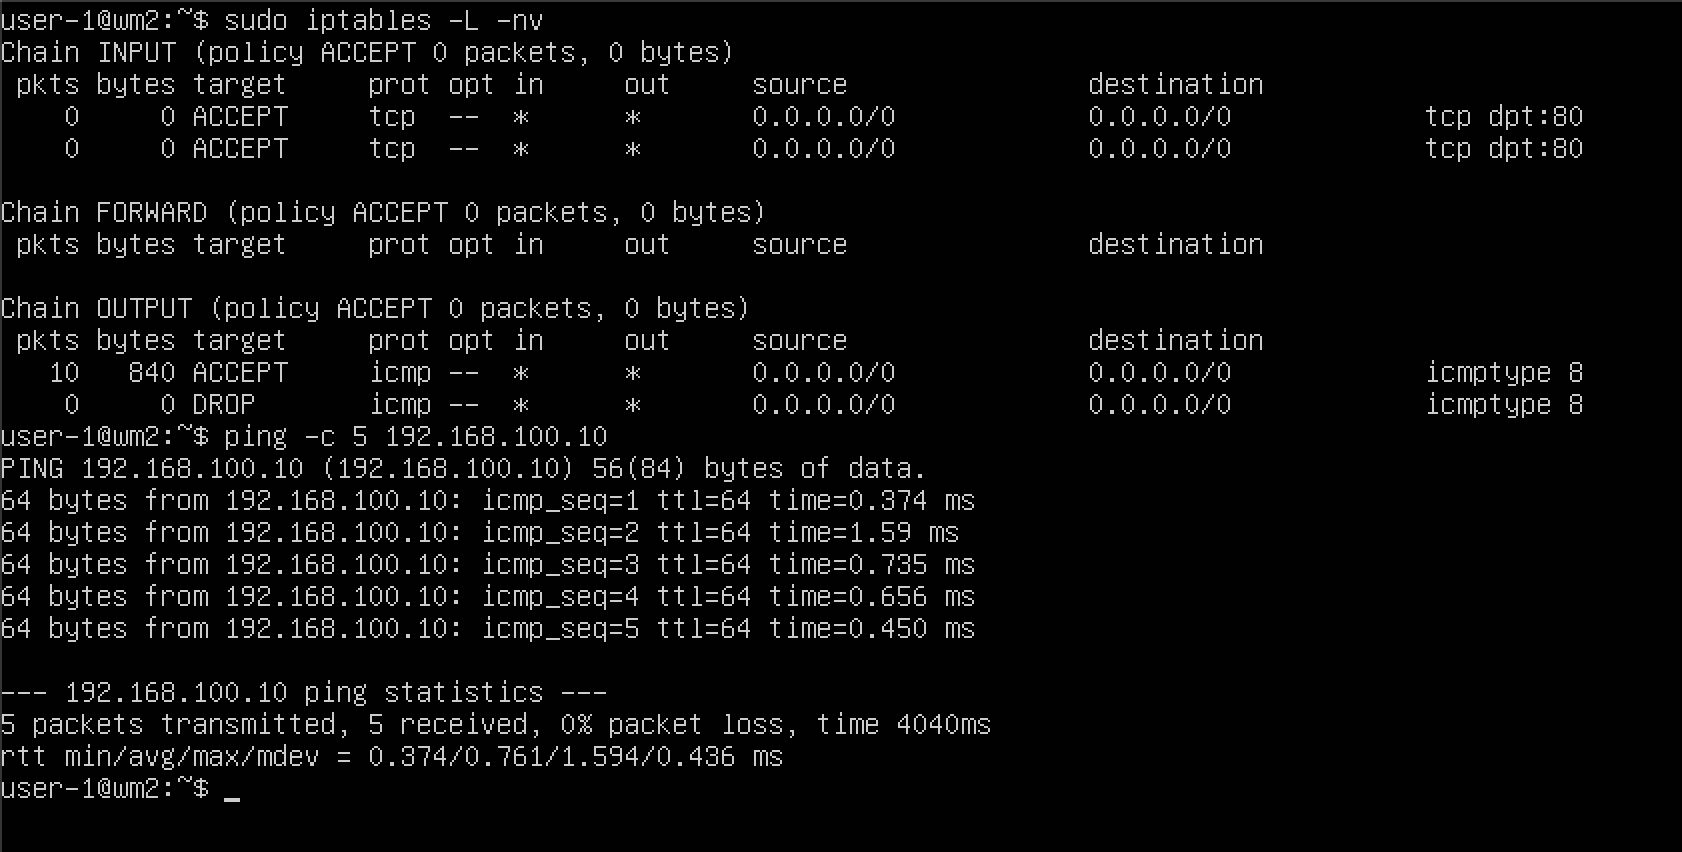 user-1@wm2:~$ sudo iptables -L -nv
Chain INPUT (policy ACCEPT 0 packets, 0 bytes)
 pkts bytes target     prot opt in     out     source               destination
    0     0 ACCEPT     tcp  --  *      *       0.0.0.0/0            0.0.0.0/0            tcp dpt:80
    0     0 ACCEPT     tcp  --  *      *       0.0.0.0/0            0.0.0.0/0            tcp dpt:80

Chain FORWARD (policy ACCEPT 0 packets, 0 bytes)
 pkts bytes target     prot opt in     out     source               destination

Chain OUTPUT (policy ACCEPT 0 packets, 0 bytes)
 pkts bytes target     prot opt in     out     source               destination
   10   840 ACCEPT     icmp --  *      *       0.0.0.0/0            0.0.0.0/0            icmptype 8
    0     0 DROP       icmp --  *      *       0.0.0.0/0            0.0.0.0/0            icmptype 8
user-1@wm2:~$ ping -c 5 192.168.100.10
PING 192.168.100.10 (192.168.100.10) 56(84) bytes of data.
64 bytes from 192.168.100.10: icmp_seq=1 ttl=64 time=0.374 ms
64 bytes from 192.168.100.10: icmp_seq=2 ttl=64 time=1.59 ms
64 bytes from 192.168.100.10: icmp_seq=3 ttl=64 time=0.735 ms
64 bytes from 192.168.100.10: icmp_seq=4 ttl=64 time=0.656 ms
64 bytes from 192.168.100.10: icmp_seq=5 ttl=64 time=0.450 ms

--- 192.168.100.10 ping statistics ---
5 packets transmitted, 5 received, 0% packet loss, time 4040ms
rtt min/avg/max/mdev = 0.374/0.761/1.594/0.436 ms
user-1@wm2:~$ _